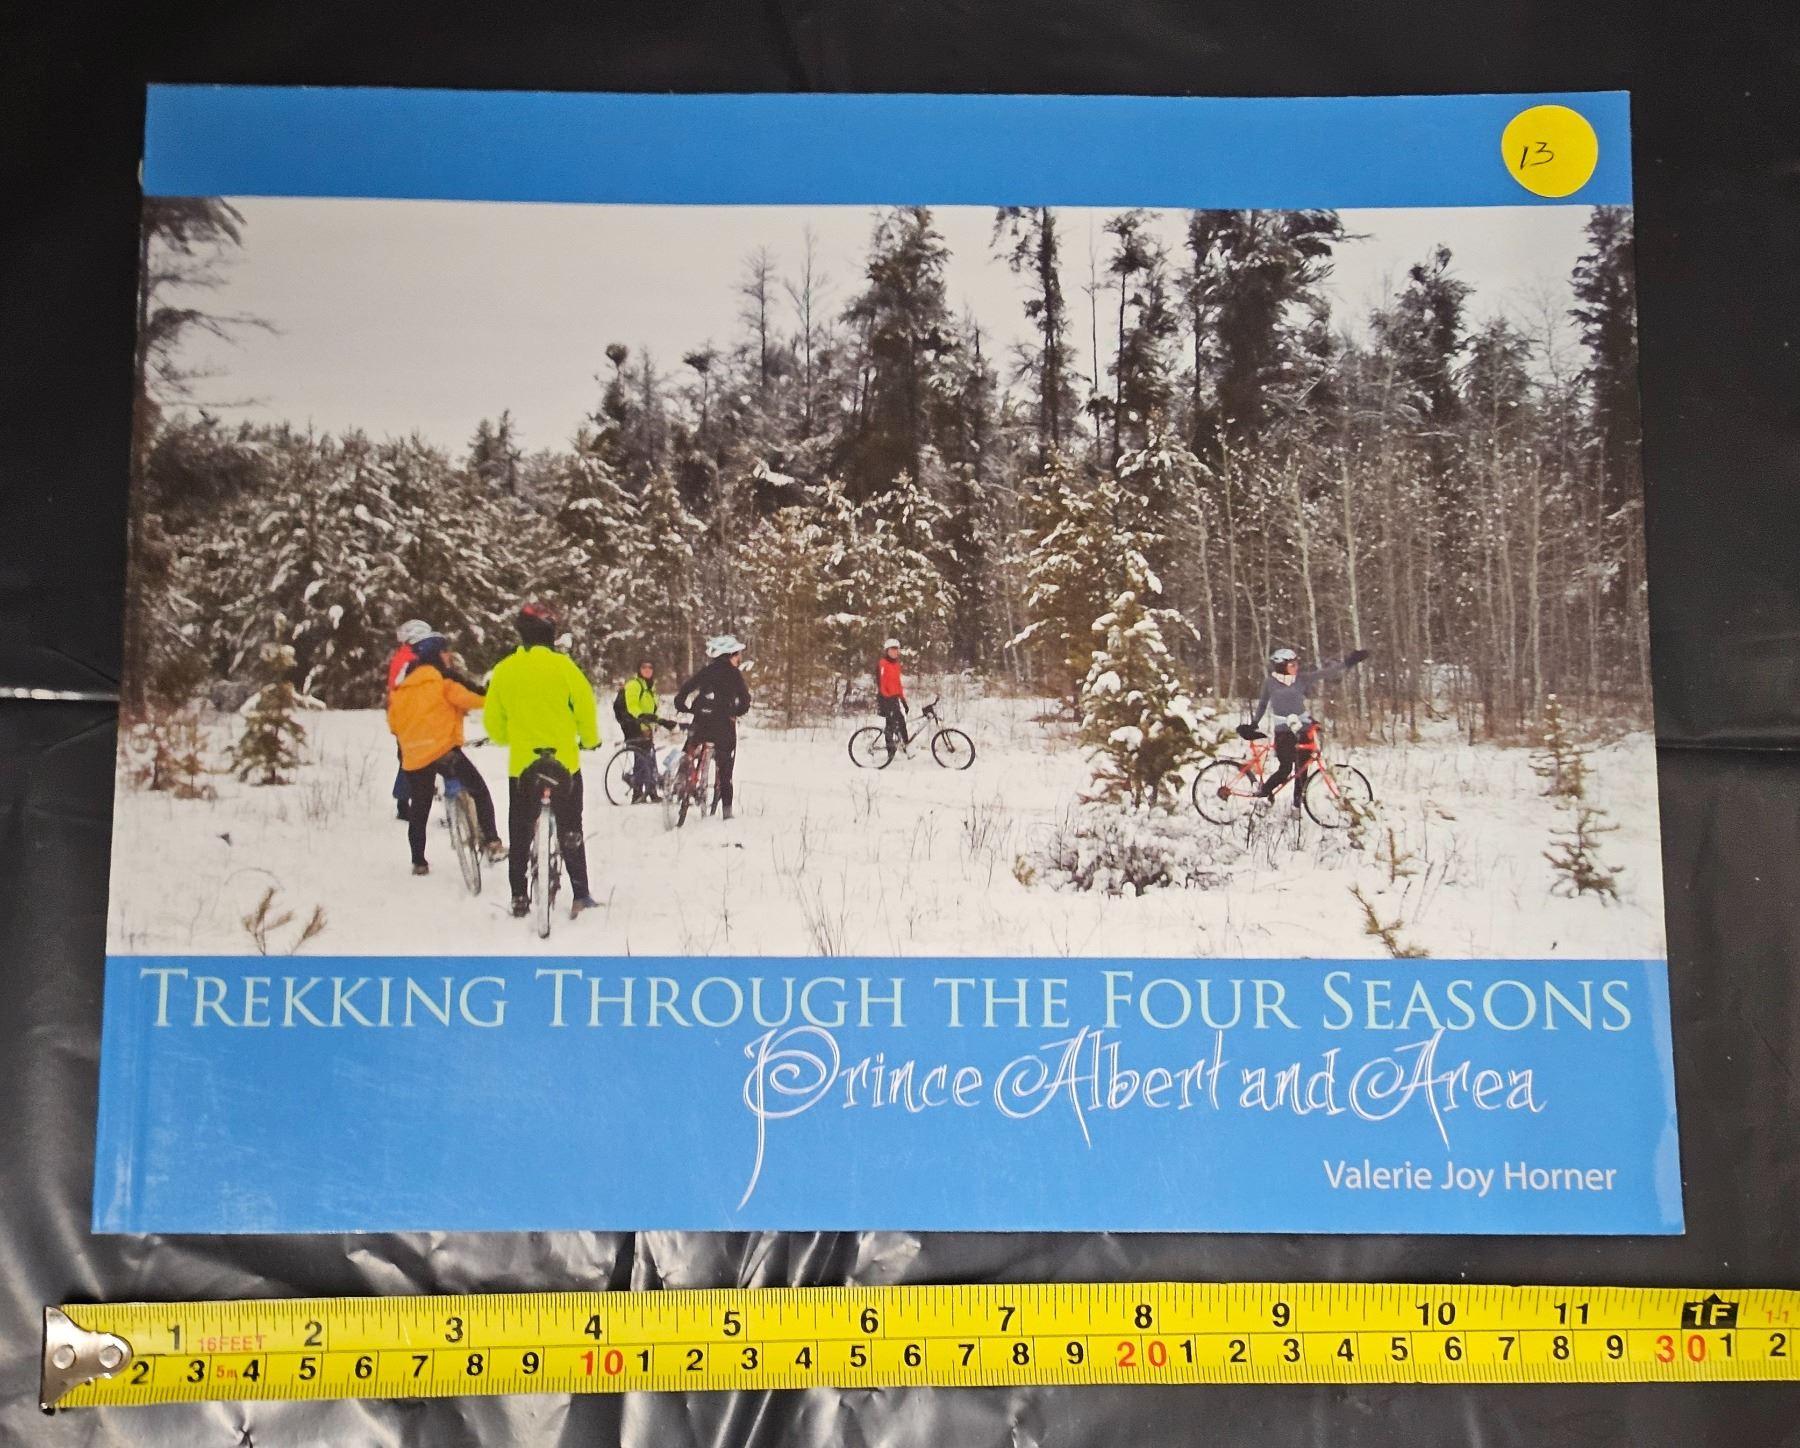 13
TREKKING THROUGH THE FOUR SEASONS
Prince Albert and Area
Valerie Joy Horner
1 16FEET 2 3 4 5 6 7 8 9 10 11 1F 1-1
2 3 5m 4 5 6 7 8 9 10 1 2 3 4 5 6 7 8 9 20 1 2 3 4 5 6 7 8 9 30 1 2